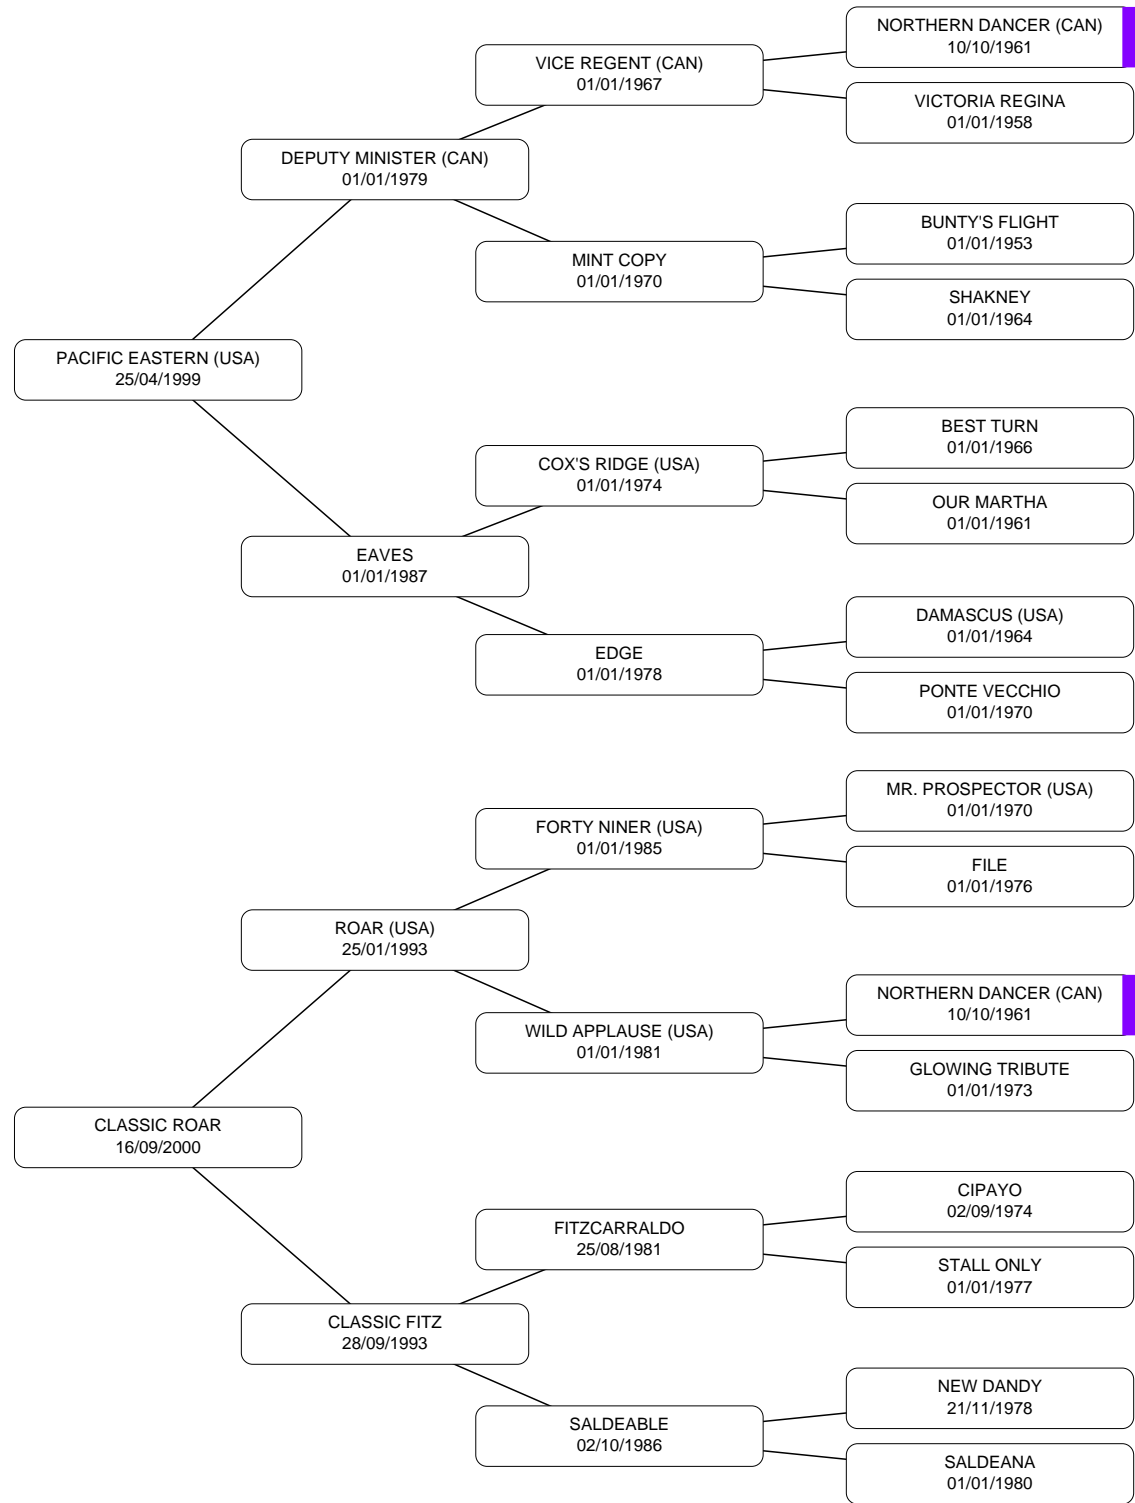 NORTHERN DANCER (CAN)
10/10/1961
VICE REGENT (CAN)
01/01/1967
VICTORIA REGINA
01/01/1958
DEPUTY MINISTER (CAN)
01/01/1979
BUNTY'S FLIGHT
01/01/1953
MINT COPY
01/01/1970
SHAKNEY
01/01/1964
PACIFIC EASTERN (USA)
25/04/1999
BEST TURN
01/01/1966
COX'S RIDGE (USA)
01/01/1974
OUR MARTHA
01/01/1961
EAVES
01/01/1987
DAMASCUS (USA)
01/01/1964
EDGE
01/01/1978
PONTE VECCHIO
01/01/1970
MR. PROSPECTOR (USA)
01/01/1970
FORTY NINER (USA)
01/01/1985
FILE
01/01/1976
ROAR (USA)
25/01/1993
NORTHERN DANCER (CAN)
10/10/1961
WILD APPLAUSE (USA)
01/01/1981
GLOWING TRIBUTE
01/01/1973
CLASSIC ROAR
16/09/2000
CIPAYO
02/09/1974
FITZCARRALDO
25/08/1981
STALL ONLY
01/01/1977
CLASSIC FITZ
28/09/1993
NEW DANDY
21/11/1978
SALDEABLE
02/10/1986
SALDEANA
01/01/1980